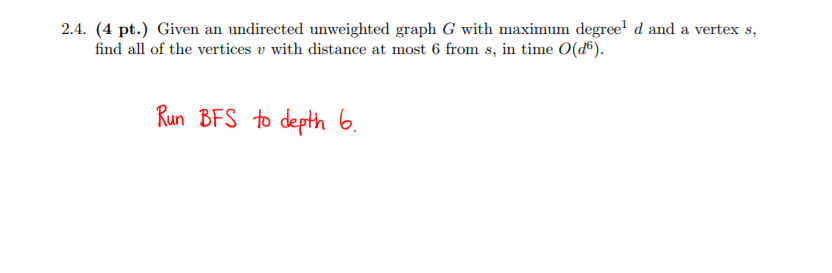 2.4. (4 pt.) Given an undirected unweighted graph G with maximum degree¹ d and a vertex s,
find all of the vertices v with distance at most 6 from s, in time O(d⁶).
Run BFS to depth 6.